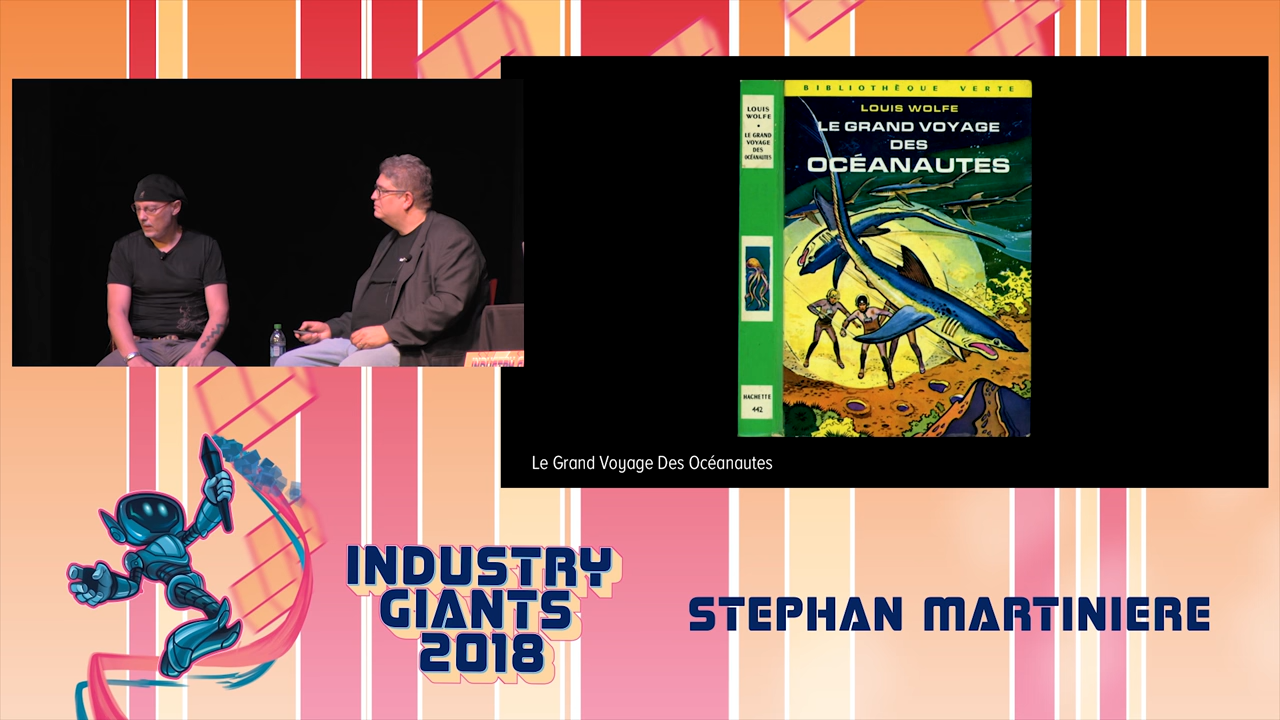 BIBLIOTHÈQUE VERTE
LOUIS WOLFE
LE GRAND VOYAGE
DES
OCÉANAUTES
LOUIS
WOLFE
•
LE GRAND
VOYAGE
DES
OCÉANAUTES
HACHETTE
442
Le Grand Voyage Des Océanautes
INDUSTRY
GIANTS
2018
STEPHAN MARTINIERE